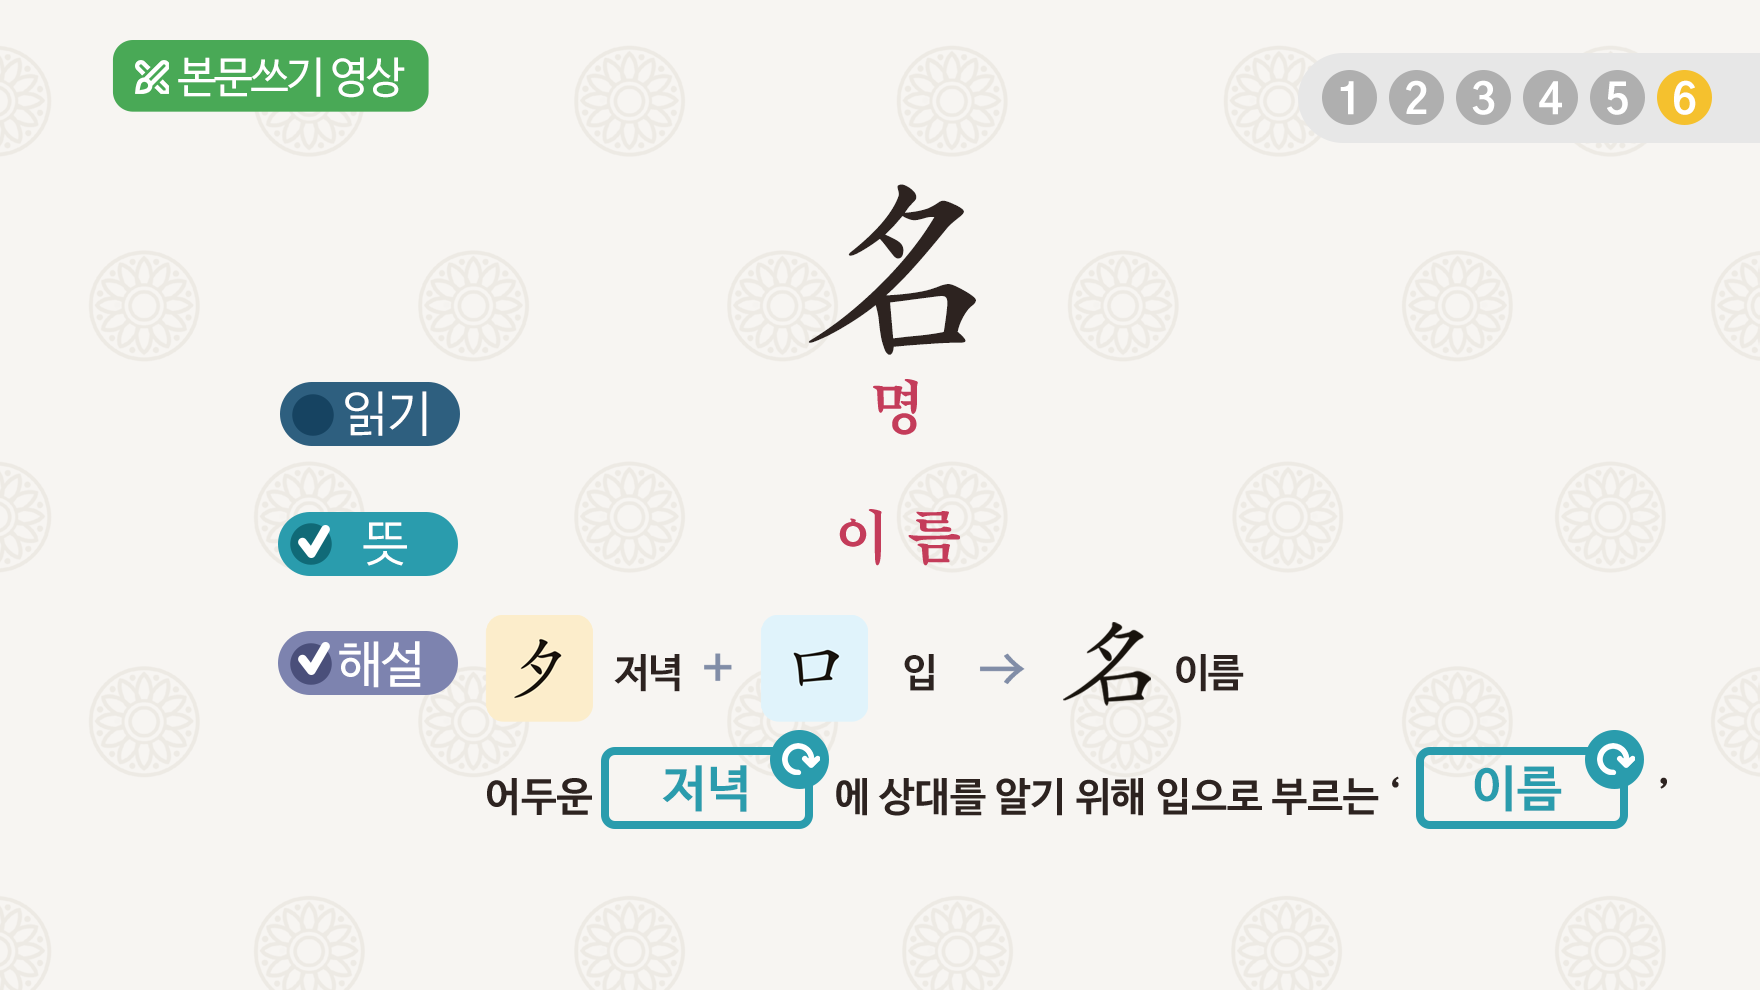 본문쓰기 영상
1 2 3 4 5 6
名
읽기 명
뜻 이름
해설 夕 저녁 + 口 입 → 名 이름
어두운 저녁 에 상대를 알기 위해 입으로 부르는 ‘ 이름 ’